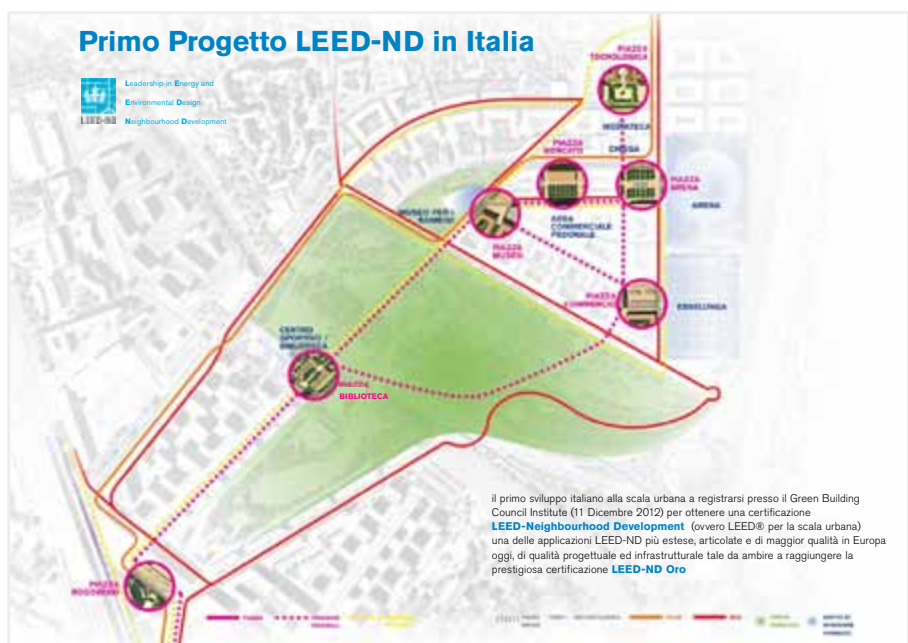 Primo Progetto LEED-ND in Italia
Leadership in Energy and
Environmental Design
Neighbourhood Development
LEED-ND
PIAZZA
TECNOLOGICA
MEDIATECA
CINEMA
PIAZZA
MERCATO
PIAZZA
ARENA
ARENA
MUSEO PER I
BAMBINI
AREA
COMMERCIALE
PEDONALE
PIAZZA
MUSEO
PIAZZA
COMMERCIO
ESSELUNGA
CENTRO
SPORTIVO /
BIBLIOTECA
PIAZZA
BIBLIOTECA
PIAZZA
ROGOREDO
il primo sviluppo italiano alla scala urbana a registrarsi presso il Green Building
Council Institute (11 Dicembre 2012) per ottenere una certificazione
LEED-Neighbourhood Development (ovvero LEED® per la scala urbana)
una delle applicazioni LEED-ND più estese, articolate e di maggior qualità in Europa
oggi, di qualità progettuale ed infrastrutturale tale da ambire a raggiungere la
prestigiosa certificazione LEED-ND Oro